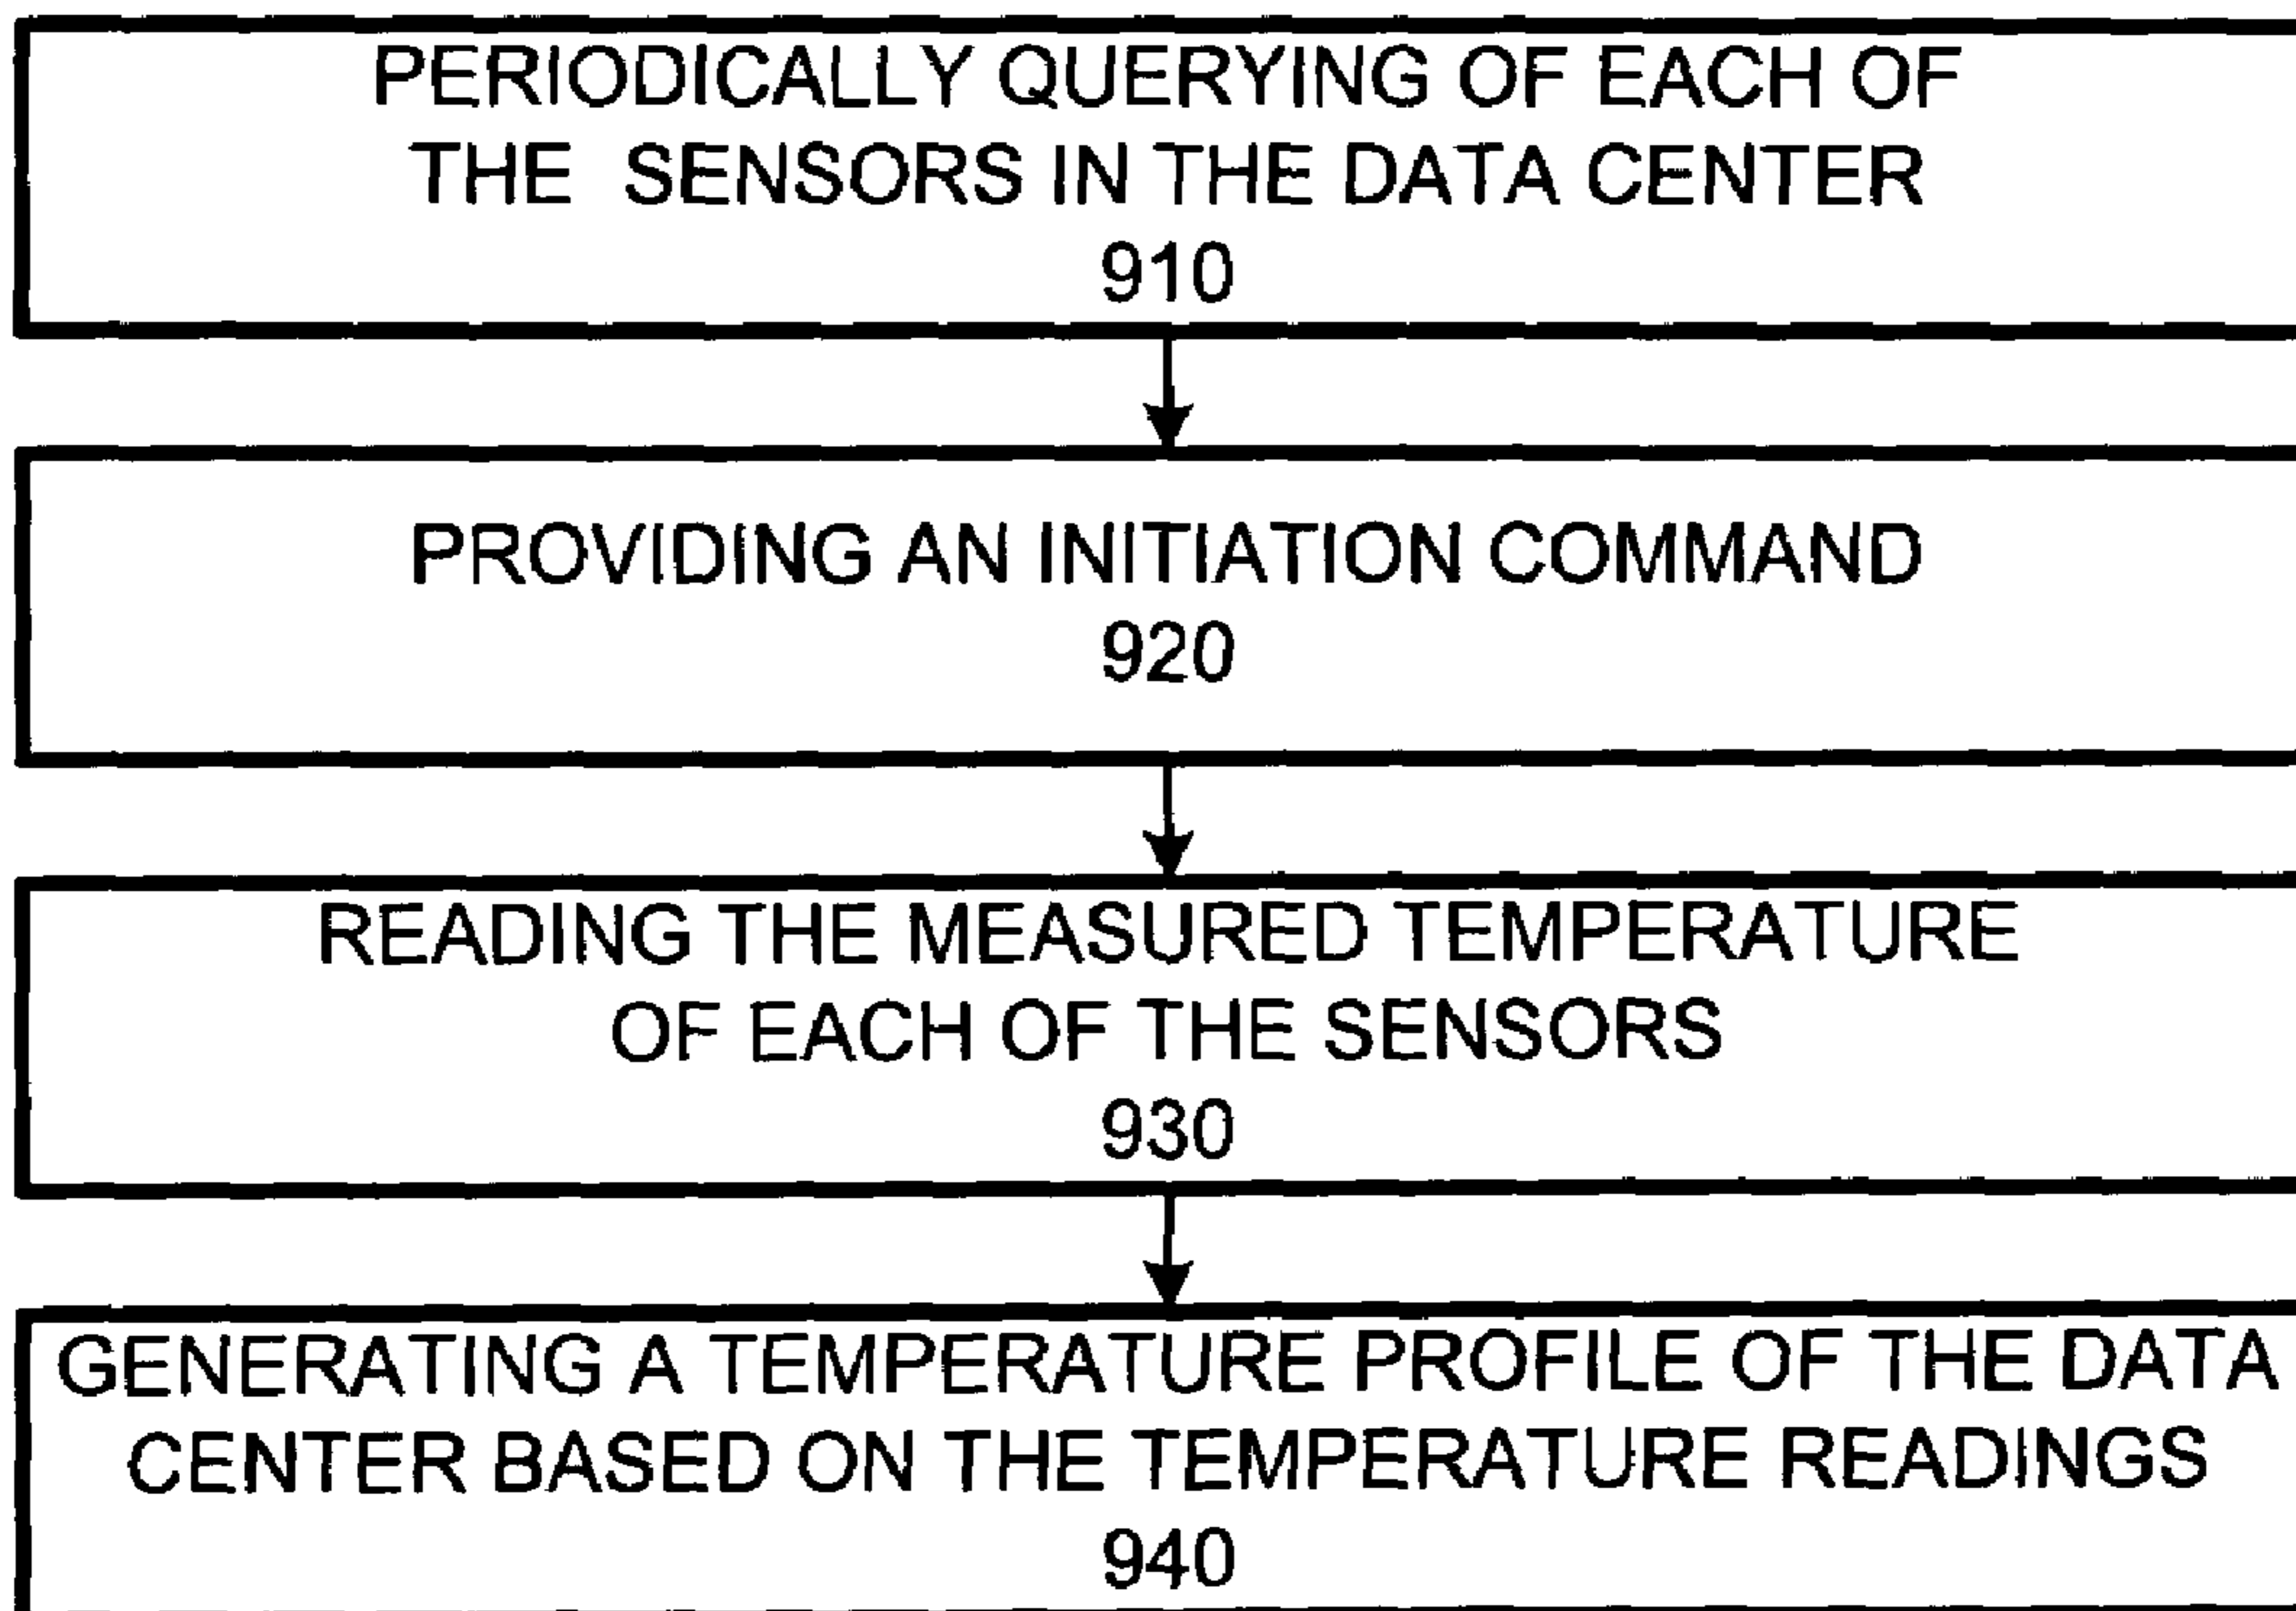 PERIODICALLY QUERYING OF EACH OF
THE SENSORS IN THE DATA CENTER
910
PROVIDING AN INITIATION COMMAND
920
READING THE MEASURED TEMPERATURE
OF EACH OF THE SENSORS
930
GENERATING A TEMPERATURE PROFILE OF THE DATA
CENTER BASED ON THE TEMPERATURE READINGS
940